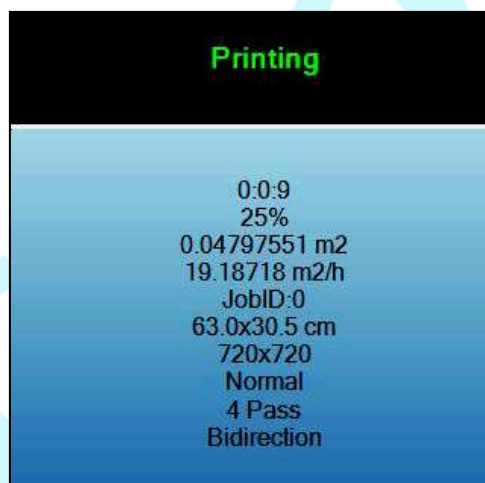 Printing
0:0:9
25%
0.04797551 m2
19.18718 m2/h
JobID:0
63.0x30.5 cm
720x720
Normal
4 Pass
Bidirection